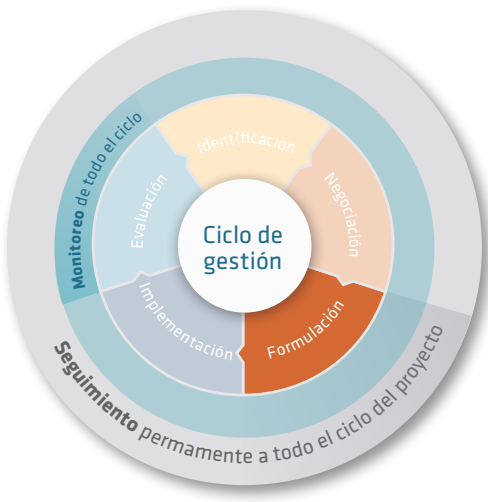 Ciclo de
gestión
Identificación
Negociación
Formulación
Implementación
Evaluación
Monitoreo de todo el ciclo
Seguimiento permamente a todo el ciclo del proyecto